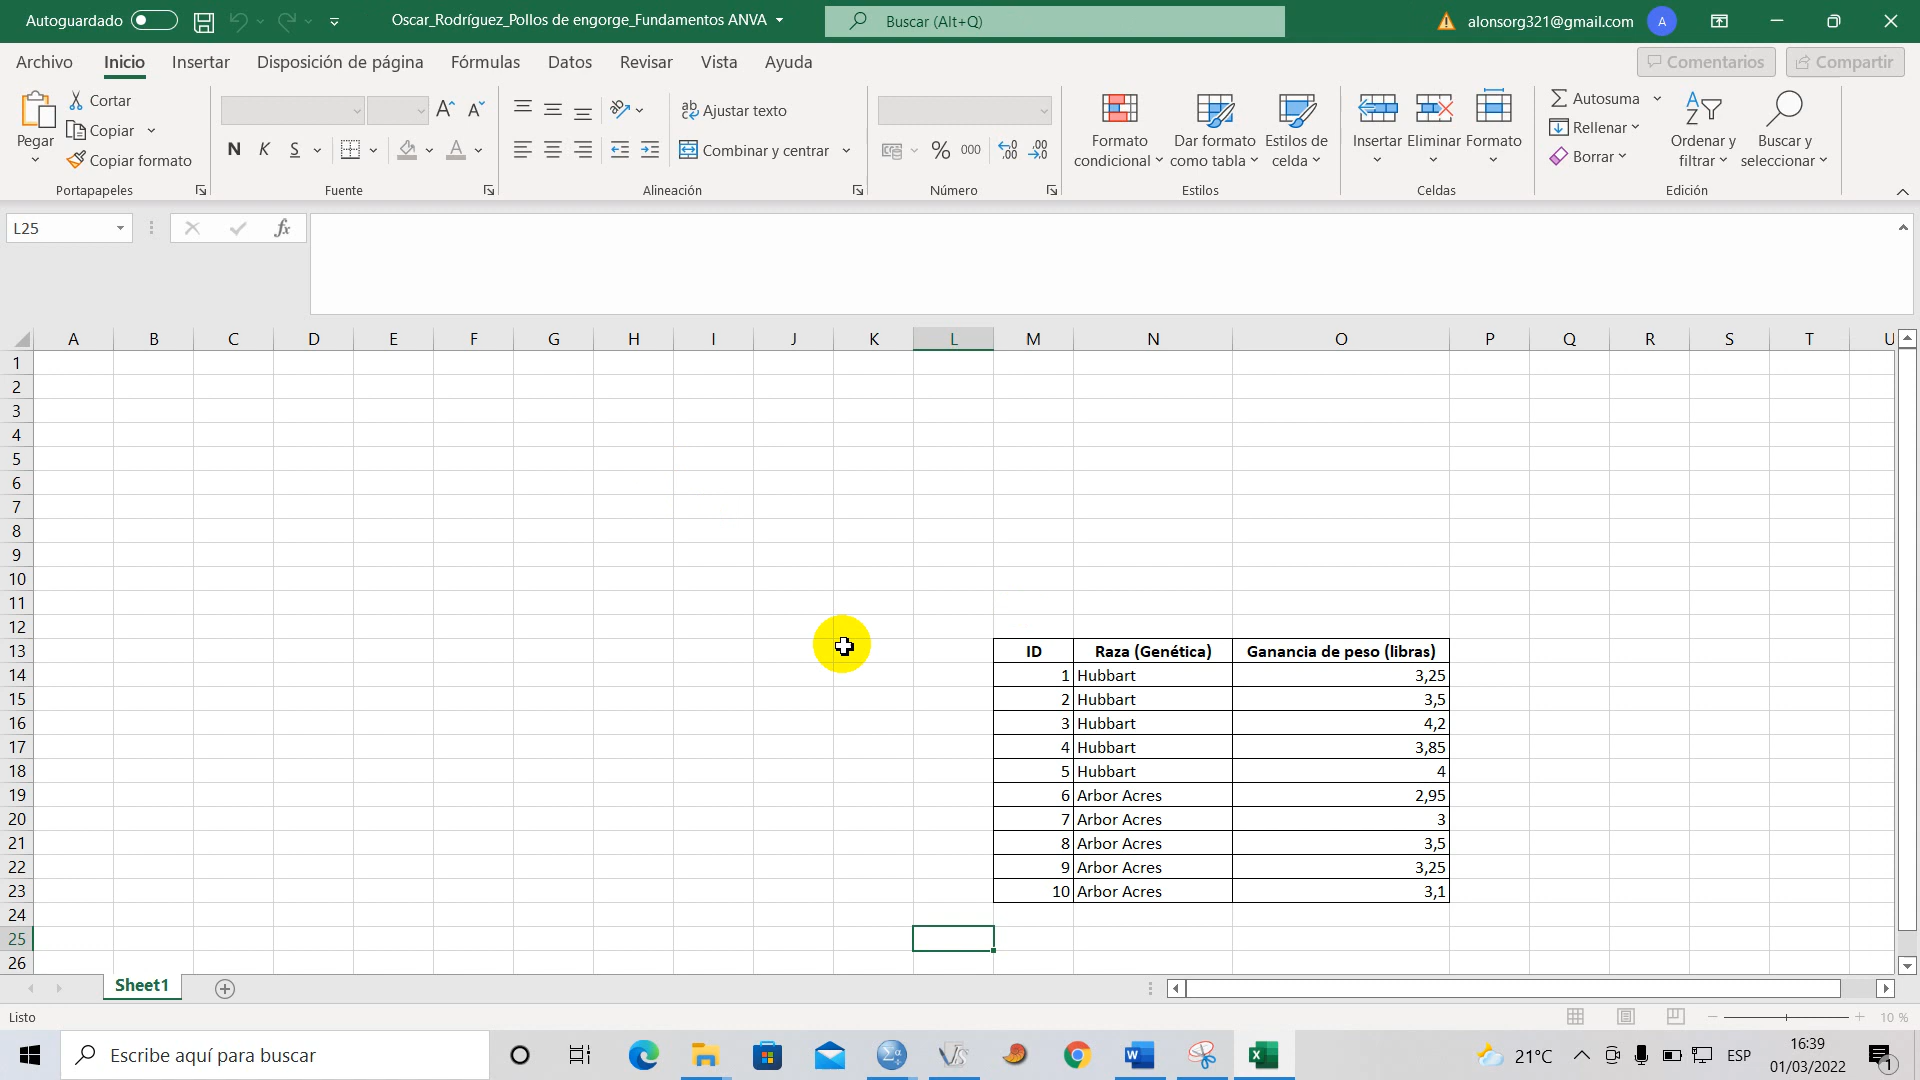 Autoguardado
Oscar_Rodríguez_Pollos de engorge_Fundamentos ANVA
Buscar (Alt+Q)
alonsorg321@gmail.com
A
Archivo Inicio Insertar Disposición de página Fórmulas Datos Revisar Vista Ayuda
Comentarios
Compartir
Pegar
Cortar
Copiar
Copiar formato
Portapapeles
N K S
Fuente
Ajustar texto
Combinar y centrar
Alineación
% 000
Número
Formato condicional
Dar formato como tabla
Estilos de celda
Estilos
Insertar Eliminar Formato
Celdas
Autosuma
Rellenar
Borrar
Ordenar y filtrar
Buscar y seleccionar
Edición
L25
fx
A B C D E F G H I J K L M N O P Q R S T U
1
2
3
4
5
6
7
8
9
10
11
12
13 ID Raza (Genética) Ganancia de peso (libras)
14 1 Hubbart 3,25
15 2 Hubbart 3,5
16 3 Hubbart 4,2
17 4 Hubbart 3,85
18 5 Hubbart 4
19 6 Arbor Acres 2,95
20 7 Arbor Acres 3
21 8 Arbor Acres 3,5
22 9 Arbor Acres 3,25
23 10 Arbor Acres 3,1
24
25
26
Sheet1
Listo
10 %
Escribe aquí para buscar
21°C
ESP
16:39
01/03/2022
1